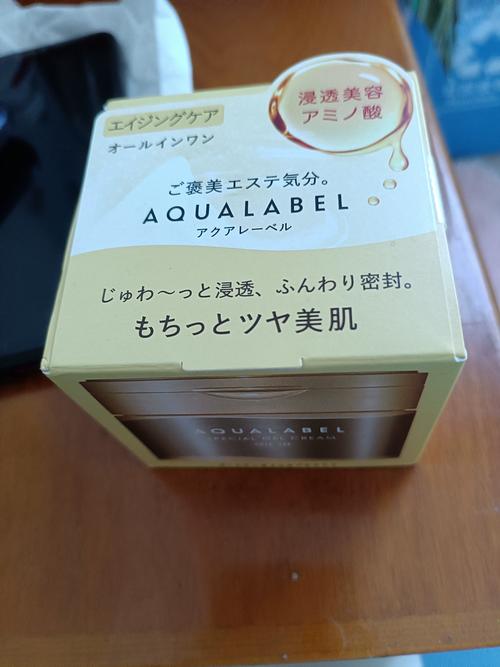 エイジングケア
オールインワン
浸透美容
アミノ酸
ご褒美エステ気分。
AQUALABEL
アクアレーベル
じゅわ〜っと浸透、ふんわり密封。
もちっとツヤ美肌
AQUALABEL
SPECIAL GEL CREAM